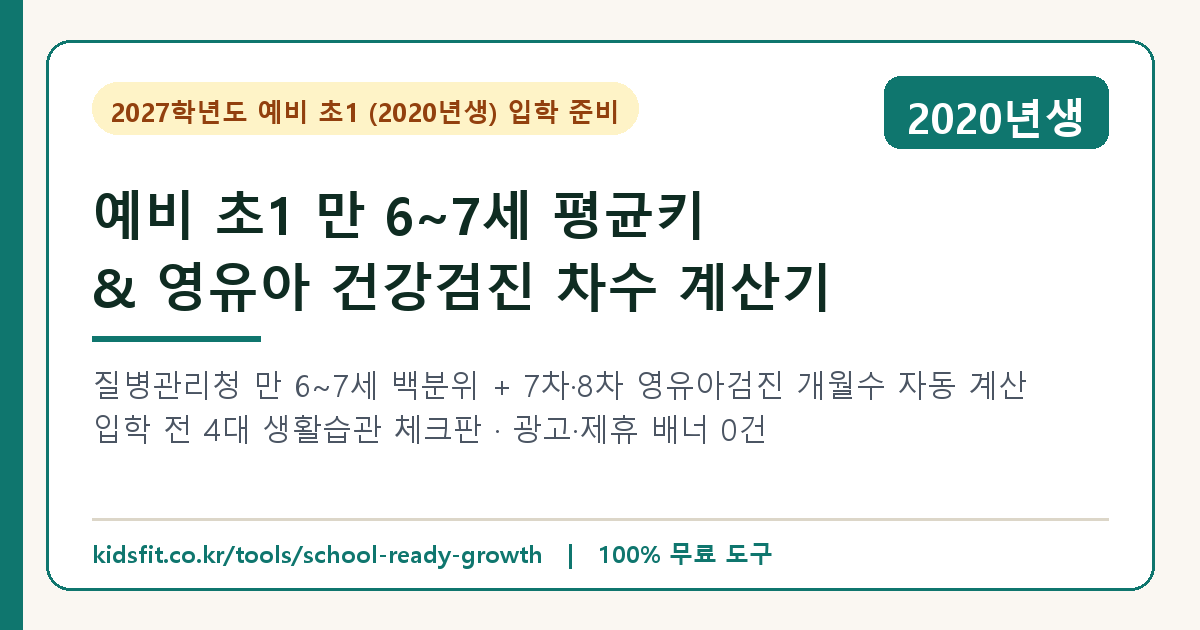 2027학년도 예비 초1 (2020년생) 입학 준비
2020년생
예비 초1 만 6~7세 평균키
& 영유아 건강검진 차수 계산기
질병관리청 만 6~7세 백분위 + 7차·8차 영유아검진 개월수 자동 계산
입학 전 4대 생활습관 체크판 · 광고·제휴 배너 0건
kidsfit.co.kr/tools/school-ready-growth | 100% 무료 도구